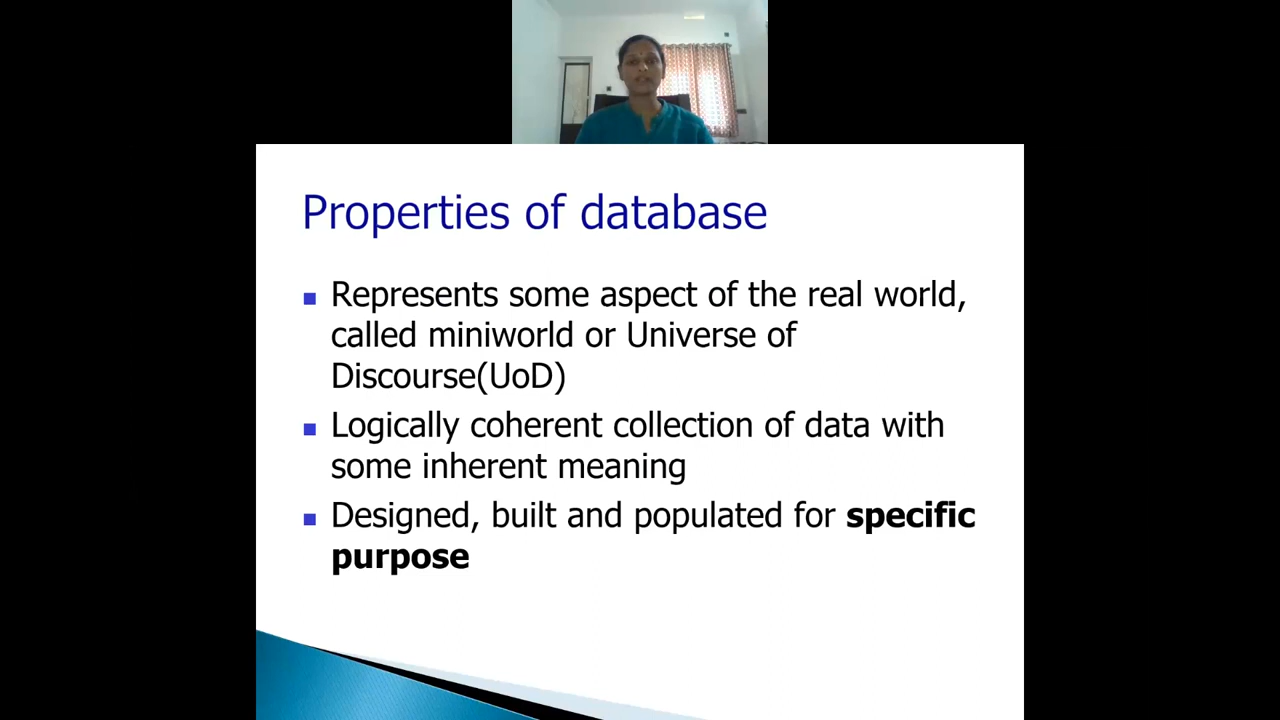 Properties of database
Represents some aspect of the real world,
called miniworld or Universe of
Discourse(UoD)
Logically coherent collection of data with
some inherent meaning
Designed, built and populated for specific
purpose